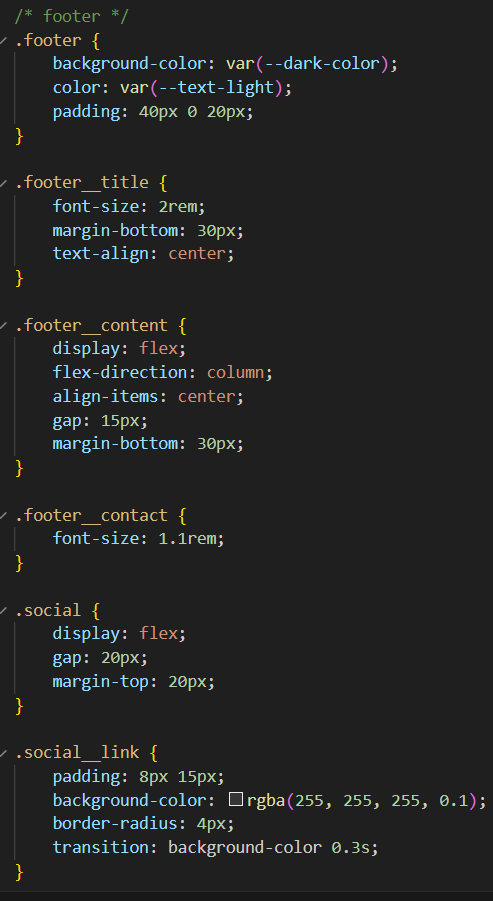 /* footer */
.footer {
    background-color: var(--dark-color);
    color: var(--text-light);
    padding: 40px 0 20px;
}

.footer__title {
    font-size: 2rem;
    margin-bottom: 30px;
    text-align: center;
}

.footer__content {
    display: flex;
    flex-direction: column;
    align-items: center;
    gap: 15px;
    margin-bottom: 30px;
}

.footer__contact {
    font-size: 1.1rem;
}

.social {
    display: flex;
    gap: 20px;
    margin-top: 20px;
}

.social__link {
    padding: 8px 15px;
    background-color: rgba(255, 255, 255, 0.1);
    border-radius: 4px;
    transition: background-color 0.3s;
}